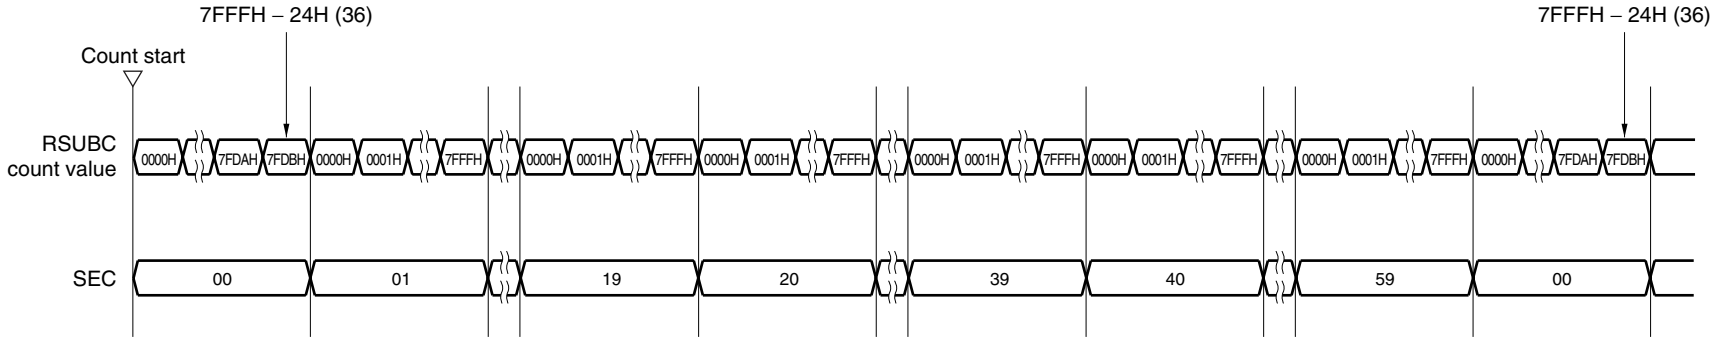 7FFFH – 24H (36) 7FFFH – 24H (36)
Count start
RSUBC
count value
0000H 7FDAH 7FDBH 0000H 0001H 7FFFH 0000H 0001H 7FFFH 0000H 0001H 7FFFH 0000H 0001H 7FFFH 0000H 0001H 7FFFH 0000H 0001H 7FFFH 0000H 7FDAH 7FDBH
SEC 00 01 19 20 39 40 59 00